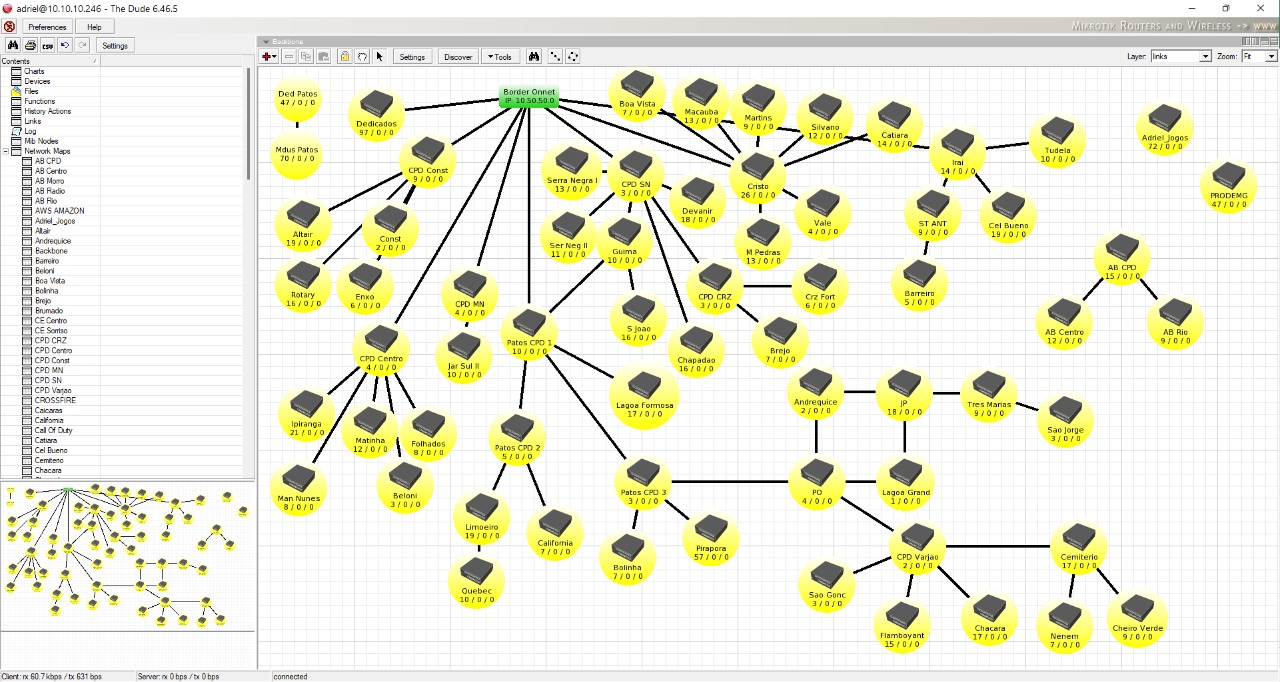 adriel@10.10.10.246 - The Dude 6.46.5
Preferences
Help
MIKROTIK ROUTERS AND WIRELESS -> WWW
CSV
Settings
Contents
Charts
Devices
Files
Functions
History Actions
Links
Log
Mib Nodes
Network Maps
AB CPD
AB Centro
AB Morro
AB Radio
AB Rio
AWS AMAZON
Adriel_Jogos
Altair
Andrequice
Backbone
Barreiro
Beloni
Boa Vista
Bolinha
Brejo
Brumado
CE Centro
CE Sorriso
CPD CRZ
CPD Centro
CPD Const
CPD MN
CPD SN
CPD Varjao
CROSSFIRE
Caicaras
California
Call Of Duty
Catiara
Cel Bueno
Cemiterio
Chacara
Backbone
Settings
Discover
Tools
Layer:
links
Zoom:
Fit
Ded Patos
47 / 0 / 0
Mdus Patos
70 / 0 / 0
Dedicados
97 / 0 / 0
Border Onnet
IP: 10.50.50.0
Boa Vista
7 / 0 / 0
Macauba
13 / 0 / 0
Martins
9 / 0 / 0
Silvano
12 / 0 / 0
Catiara
14 / 0 / 0
Irai
14 / 0 / 0
Tudela
10 / 0 / 0
Adriel_Jogos
72 / 0 / 0
PRODEMG
47 / 0 / 0
CPD Const
9 / 0 / 0
Serra Negra I
13 / 0 / 0
CPD SN
3 / 0 / 0
Devanir
18 / 0 / 0
Cristo
26 / 0 / 0
Vale
4 / 0 / 0
ST ANT
9 / 0 / 0
Cel Bueno
19 / 0 / 0
Altair
19 / 0 / 0
Const
2 / 0 / 0
Ser Neg II
11 / 0 / 0
Guima
10 / 0 / 0
M Pedras
13 / 0 / 0
AB CPD
15 / 0 / 0
Rotary
16 / 0 / 0
Enxo
6 / 0 / 0
CPD MN
4 / 0 / 0
CPD CRZ
3 / 0 / 0
Crz Fort
6 / 0 / 0
Barreiro
5 / 0 / 0
AB Centro
12 / 0 / 0
AB Rio
9 / 0 / 0
CPD Centro
4 / 0 / 0
Jar Sul II
10 / 0 / 0
Patos CPD 1
10 / 0 / 0
S Joao
16 / 0 / 0
Chapadao
16 / 0 / 0
Brejo
7 / 0 / 0
Ipiranga
21 / 0 / 0
Matinha
12 / 0 / 0
Folhados
8 / 0 / 0
Lagoa Formosa
17 / 0 / 0
Andrequice
2 / 0 / 0
JP
18 / 0 / 0
Tres Marias
9 / 0 / 0
Sao Jorge
3 / 0 / 0
Man Nunes
8 / 0 / 0
Beloni
3 / 0 / 0
Patos CPD 2
5 / 0 / 0
Patos CPD 3
3 / 0 / 0
PO
4 / 0 / 0
Lagoa Grand
1 / 0 / 0
Limoeiro
19 / 0 / 0
California
7 / 0 / 0
Bolinha
7 / 0 / 0
Pirapora
57 / 0 / 0
CPD Varjao
2 / 0 / 0
Cemiterio
17 / 0 / 0
Quebec
10 / 0 / 0
Sao Gonc
3 / 0 / 0
Flamboyant
15 / 0 / 0
Chacara
17 / 0 / 0
Nenem
7 / 0 / 0
Cheiro Verde
9 / 0 / 0
Client: rx 60.7 kbps / tx 631 bps
Server: rx 0 bps / tx 0 bps
connected